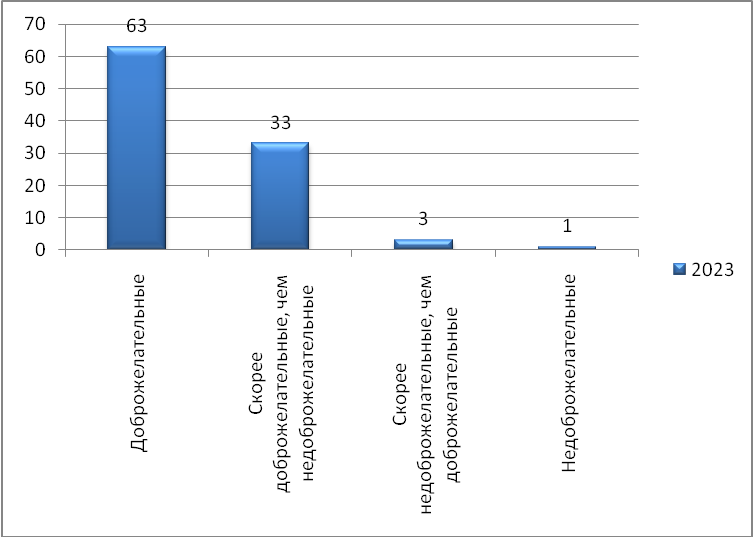 70
60
50
40
30
20
10
0
63
33
3
1
Доброжелательные
Скорее
доброжелательные, чем
недоброжелательные
Скорее
недоброжелательные, чем
доброжелательные
Недоброжелательные
2023